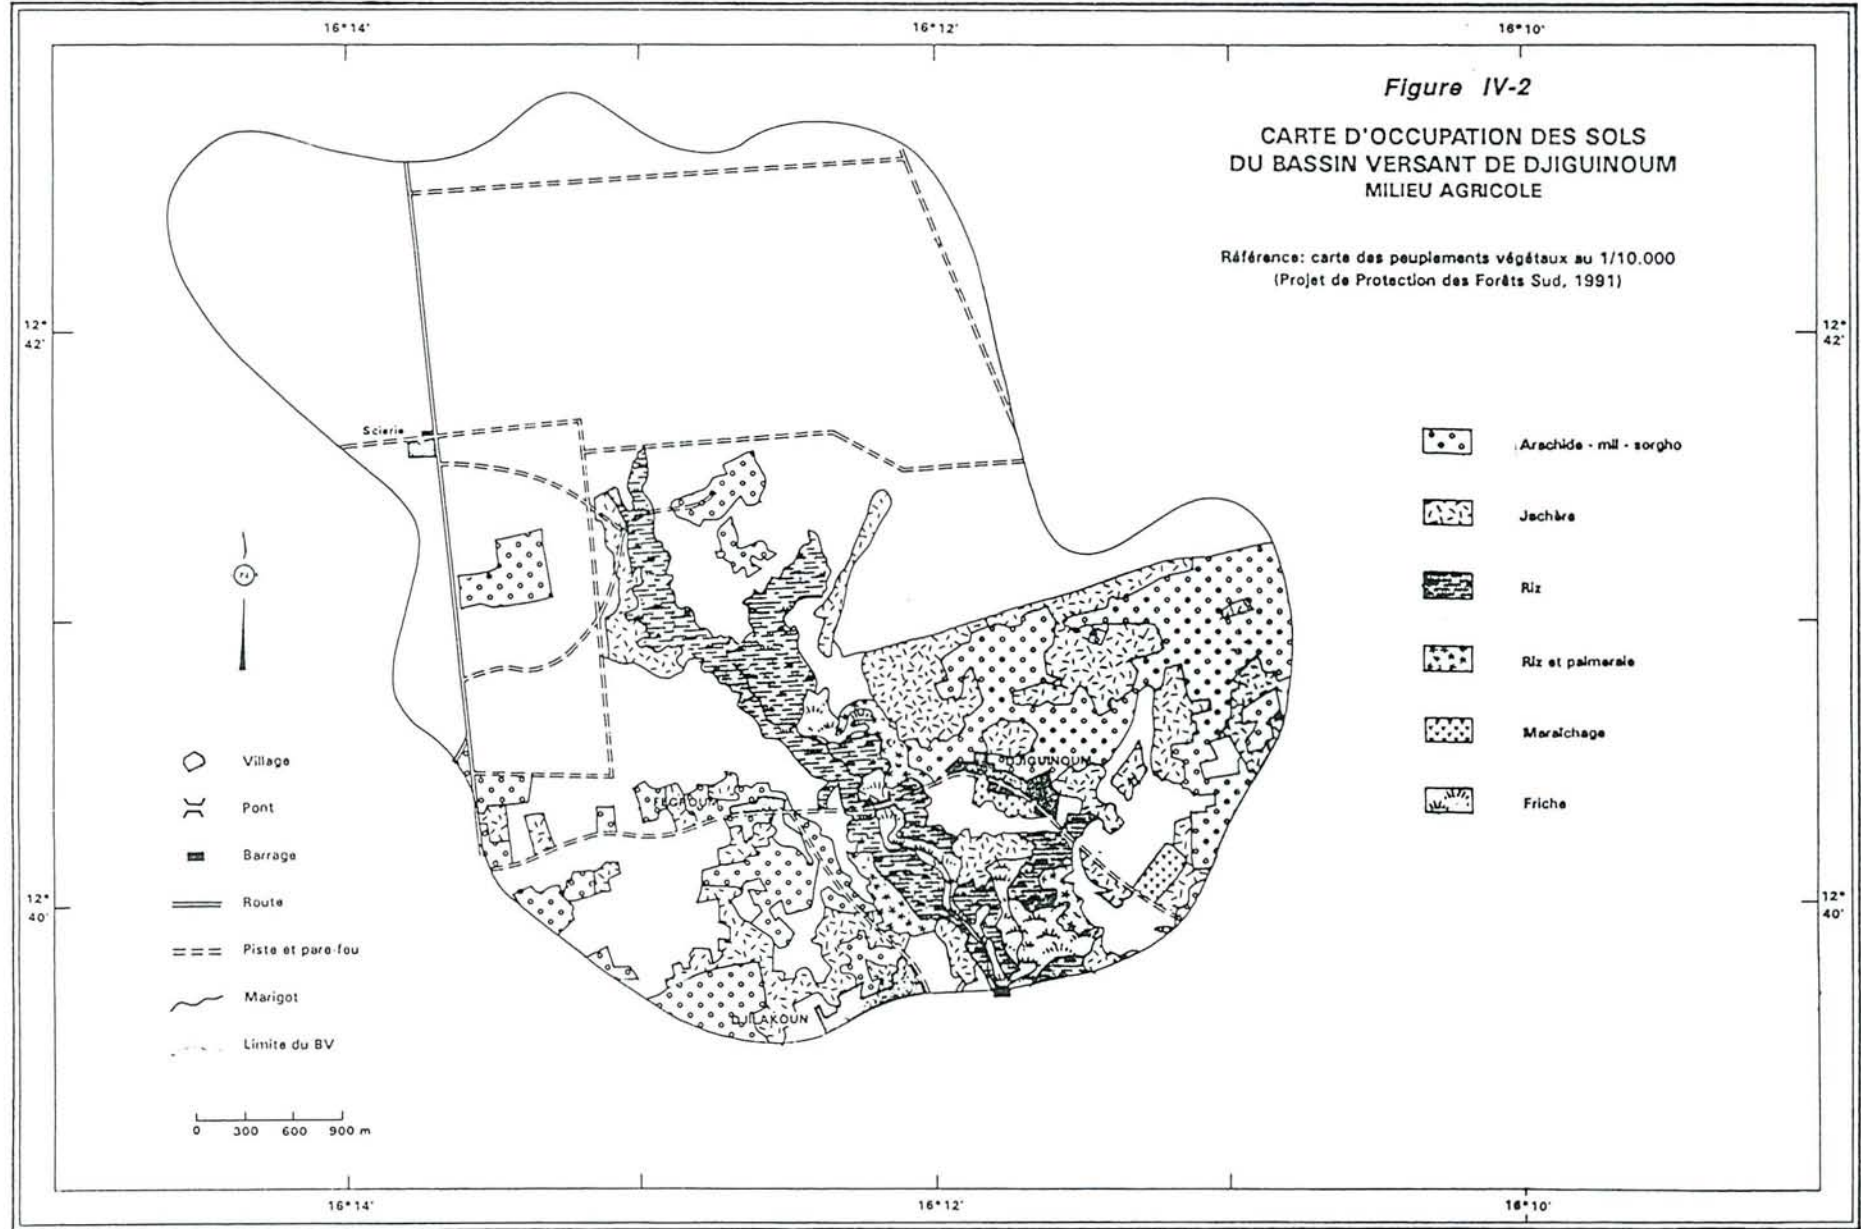 16°14'
16°12'
16°10'
Figure IV-2
CARTE D'OCCUPATION DES SOLS
DU BASSIN VERSANT DE DJIGUINOUM
MILIEU AGRICOLE
Référence: carte des peuplements végétaux au 1/10.000
(Projet de Protection des Forêts Sud, 1991)
12°
42'
12°
42'
Scierie
Arachide - mil - sorgho
Jachère
Riz
Riz et palmeraie
Maraîchage
Friche
Village
Pont
Barrage
Route
Piste et pare-feu
Marigot
Limite du BV
DJIGUINOUM
FEGROUM
DJILAKOUN
12°
40'
12°
40'
0 300 600 900 m
16°14'
16°12'
16°10'